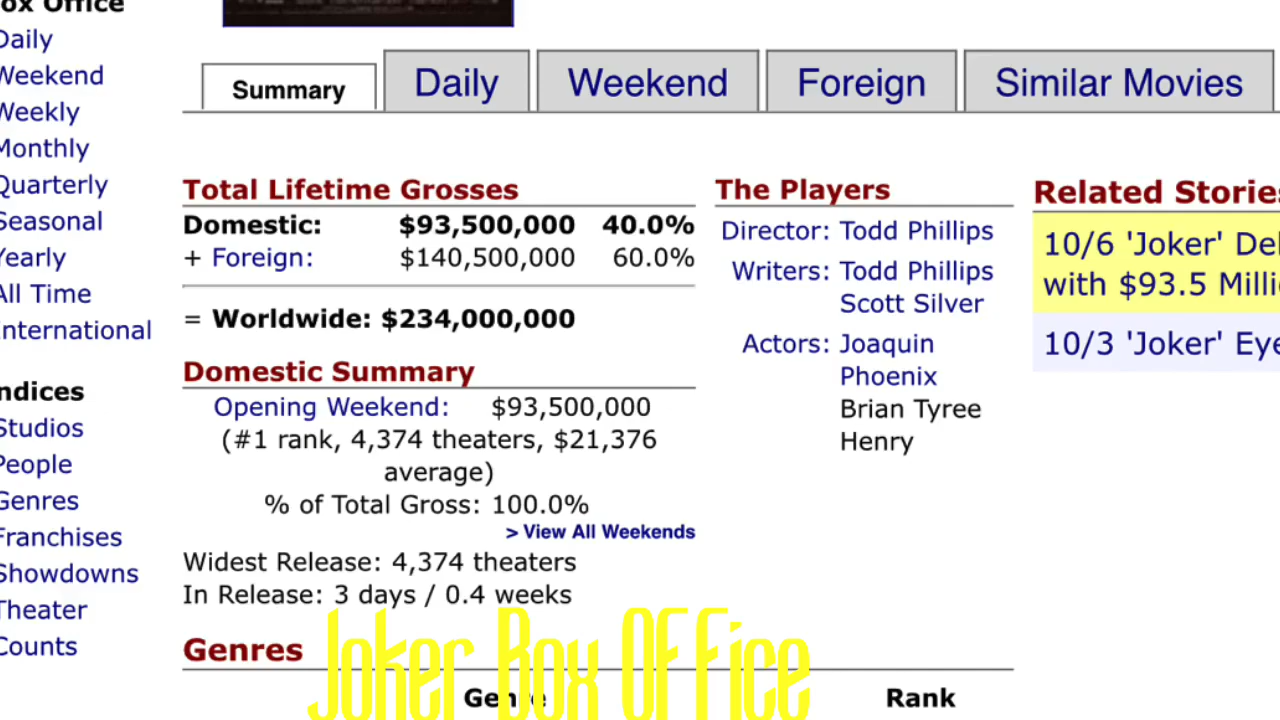 ox Office
Daily
Weekend
Weekly
Monthly
Quarterly
Seasonal
Yearly
All Time
International
Indices
Studios
People
Genres
Franchises
Showdowns
Theater
Counts
Summary
Daily
Weekend
Foreign
Similar Movies
Total Lifetime Grosses
Domestic: $93,500,000 40.0%
+ Foreign: $140,500,000 60.0%
= Worldwide: $234,000,000
Domestic Summary
Opening Weekend: $93,500,000
(#1 rank, 4,374 theaters, $21,376
average)
% of Total Gross: 100.0%
> View All Weekends
Widest Release: 4,374 theaters
In Release: 3 days / 0.4 weeks
The Players
Director: Todd Phillips
Writers: Todd Phillips
Scott Silver
Actors: Joaquin
Phoenix
Brian Tyree
Henry
Related Stories
10/6 'Joker' De
with $93.5 Milli
10/3 'Joker' Eye
Genres
Genre Rank
Joker Box Office